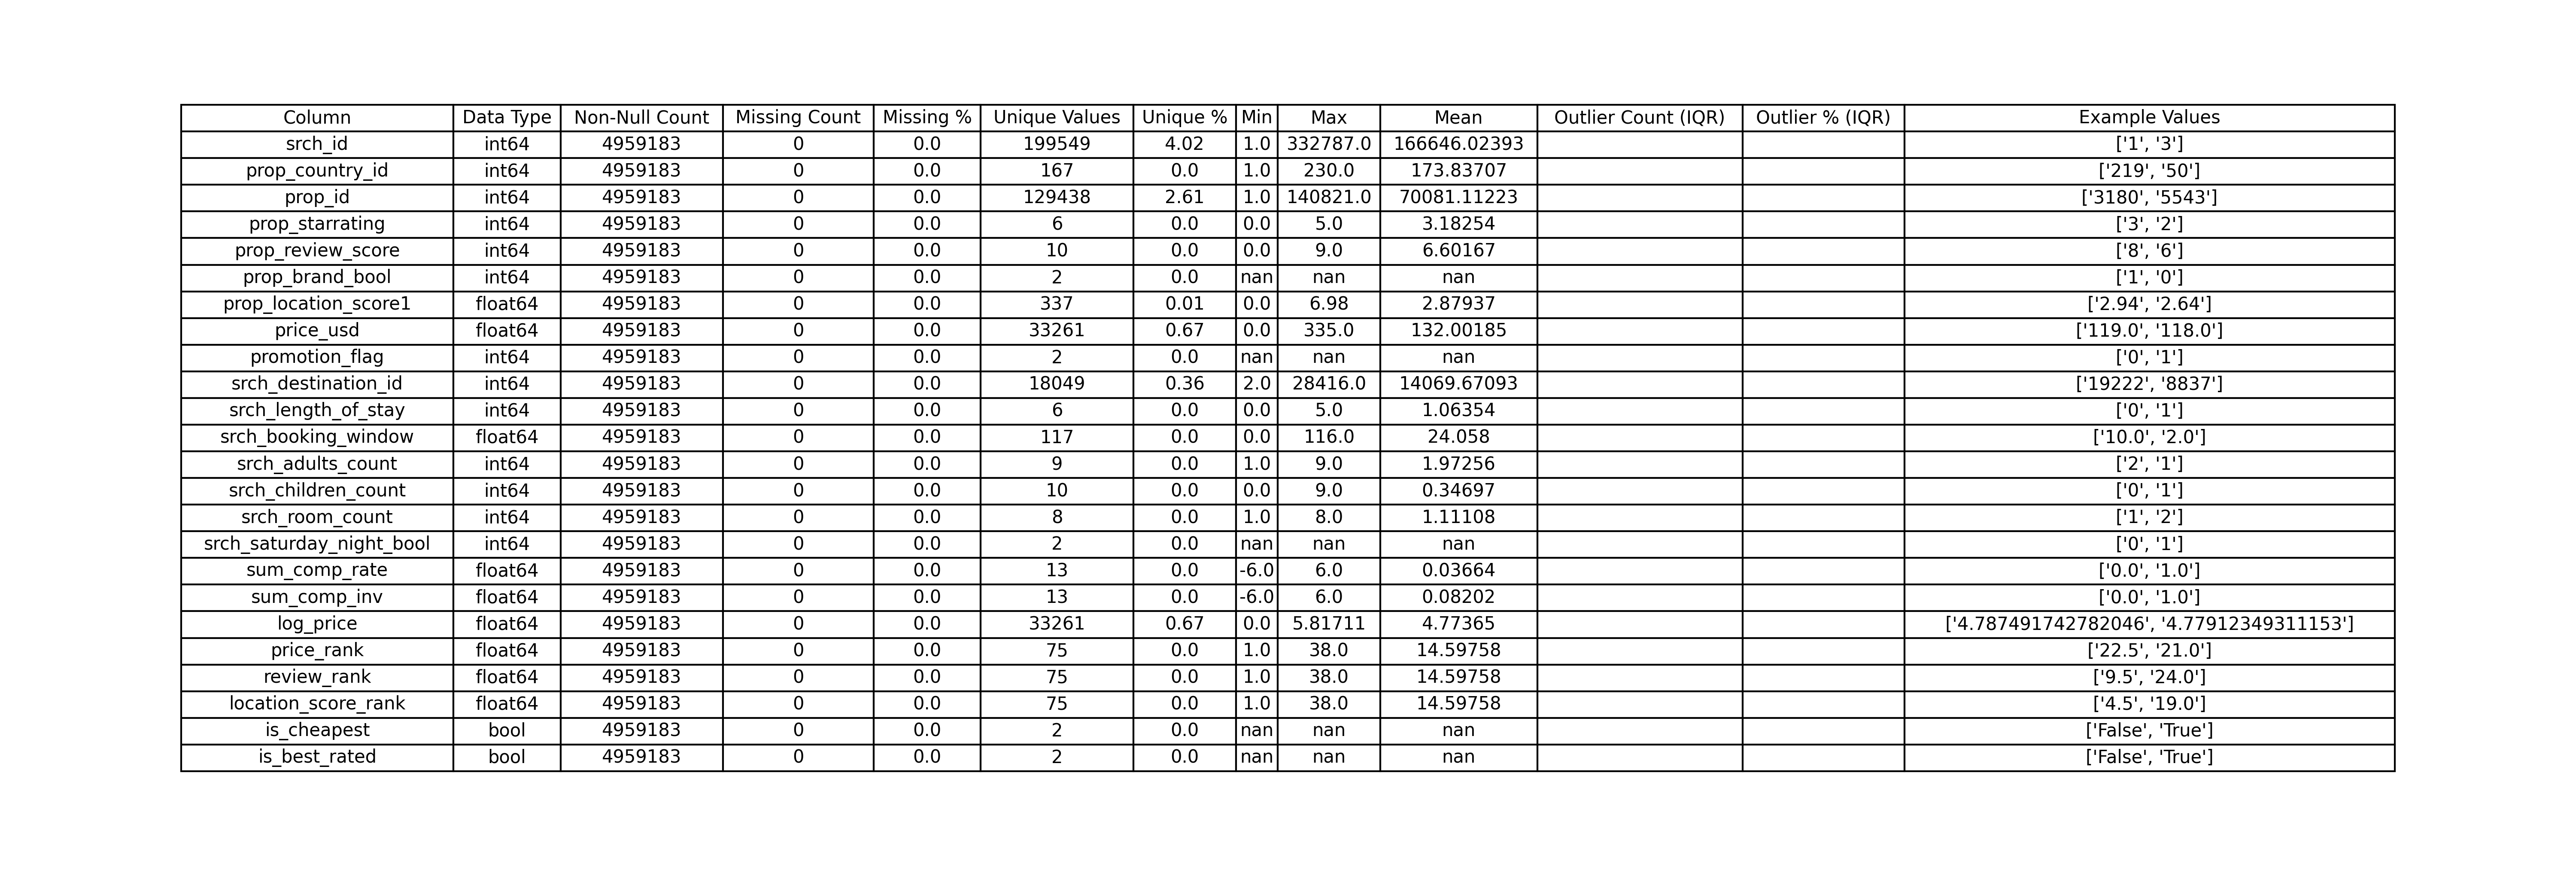 Column Data Type Non-Null Count Missing Count Missing % Unique Values Unique % Min Max Mean Outlier Count (IQR) Outlier % (IQR) Example Values
srch_id int64 4959183 0 0.0 199549 4.02 1.0 332787.0 166646.02393 ['1', '3']
prop_country_id int64 4959183 0 0.0 167 0.0 1.0 230.0 173.83707 ['219', '50']
prop_id int64 4959183 0 0.0 129438 2.61 1.0 140821.0 70081.11223 ['3180', '5543']
prop_starrating int64 4959183 0 0.0 6 0.0 0.0 5.0 3.18254 ['3', '2']
prop_review_score int64 4959183 0 0.0 10 0.0 0.0 9.0 6.60167 ['8', '6']
prop_brand_bool int64 4959183 0 0.0 2 0.0 nan nan nan ['1', '0']
prop_location_score1 float64 4959183 0 0.0 337 0.01 0.0 6.98 2.87937 ['2.94', '2.64']
price_usd float64 4959183 0 0.0 33261 0.67 0.0 335.0 132.00185 ['119.0', '118.0']
promotion_flag int64 4959183 0 0.0 2 0.0 nan nan nan ['0', '1']
srch_destination_id int64 4959183 0 0.0 18049 0.36 2.0 28416.0 14069.67093 ['19222', '8837']
srch_length_of_stay int64 4959183 0 0.0 6 0.0 0.0 5.0 1.06354 ['0', '1']
srch_booking_window float64 4959183 0 0.0 117 0.0 0.0 116.0 24.058 ['10.0', '2.0']
srch_adults_count int64 4959183 0 0.0 9 0.0 1.0 9.0 1.97256 ['2', '1']
srch_children_count int64 4959183 0 0.0 10 0.0 0.0 9.0 0.34697 ['0', '1']
srch_room_count int64 4959183 0 0.0 8 0.0 1.0 8.0 1.11108 ['1', '2']
srch_saturday_night_bool int64 4959183 0 0.0 2 0.0 nan nan nan ['0', '1']
sum_comp_rate float64 4959183 0 0.0 13 0.0 -6.0 6.0 0.03664 ['0.0', '1.0']
sum_comp_inv float64 4959183 0 0.0 13 0.0 -6.0 6.0 0.08202 ['0.0', '1.0']
log_price float64 4959183 0 0.0 33261 0.67 0.0 5.81711 4.77365 ['4.787491742782046', '4.77912349311153']
price_rank float64 4959183 0 0.0 75 0.0 1.0 38.0 14.59758 ['22.5', '21.0']
review_rank float64 4959183 0 0.0 75 0.0 1.0 38.0 14.59758 ['9.5', '24.0']
location_score_rank float64 4959183 0 0.0 75 0.0 1.0 38.0 14.59758 ['4.5', '19.0']
is_cheapest bool 4959183 0 0.0 2 0.0 nan nan nan ['False', 'True']
is_best_rated bool 4959183 0 0.0 2 0.0 nan nan nan ['False', 'True']